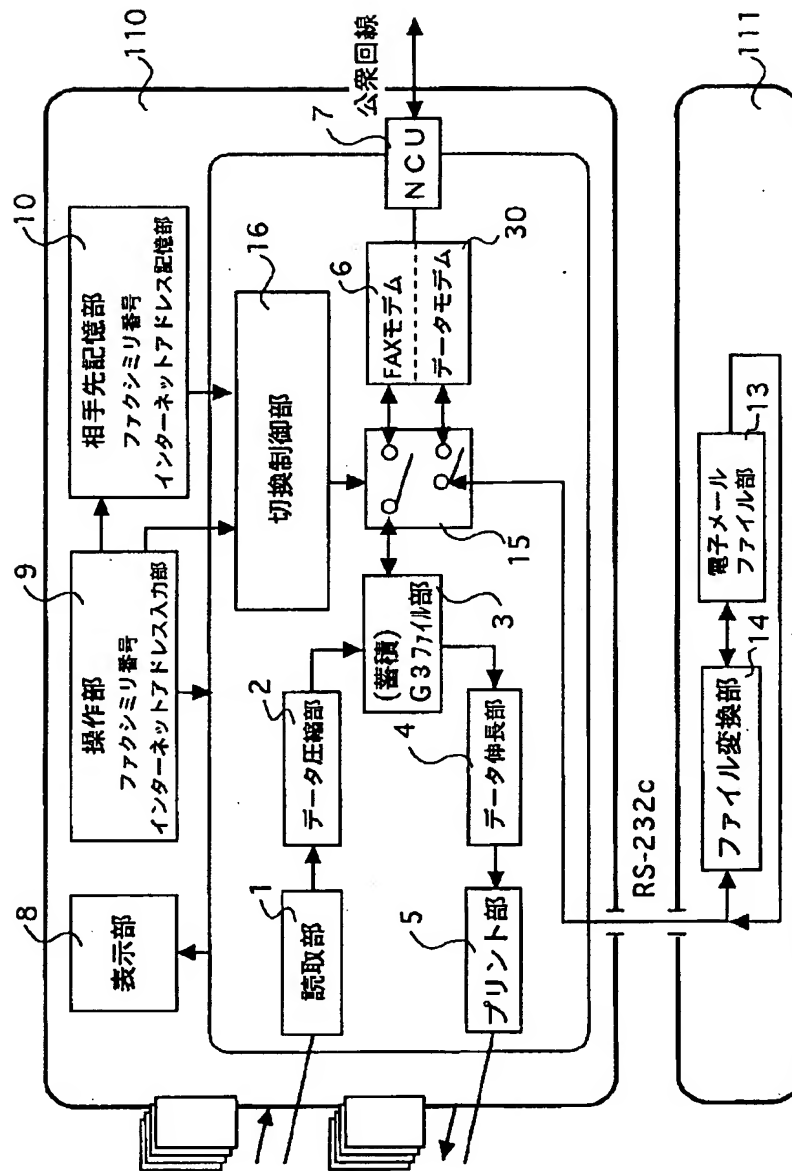 110
10
相手先記憶部
ファクシミリ番号
インターネットアドレス記憶部
9
操作部
ファクシミリ番号
インターネットアドレス入力部
8
表示部
16
切換制御部
7
NCU
公衆回線
6
FAXモデム
データモデム
30
15
2
データ圧縮部
(蓄積)
G3ファイル部
3
1
読取部
4
データ伸長部
5
プリント部
RS-232c
111
13
電子メール
ファイル部
14
ファイル変換部